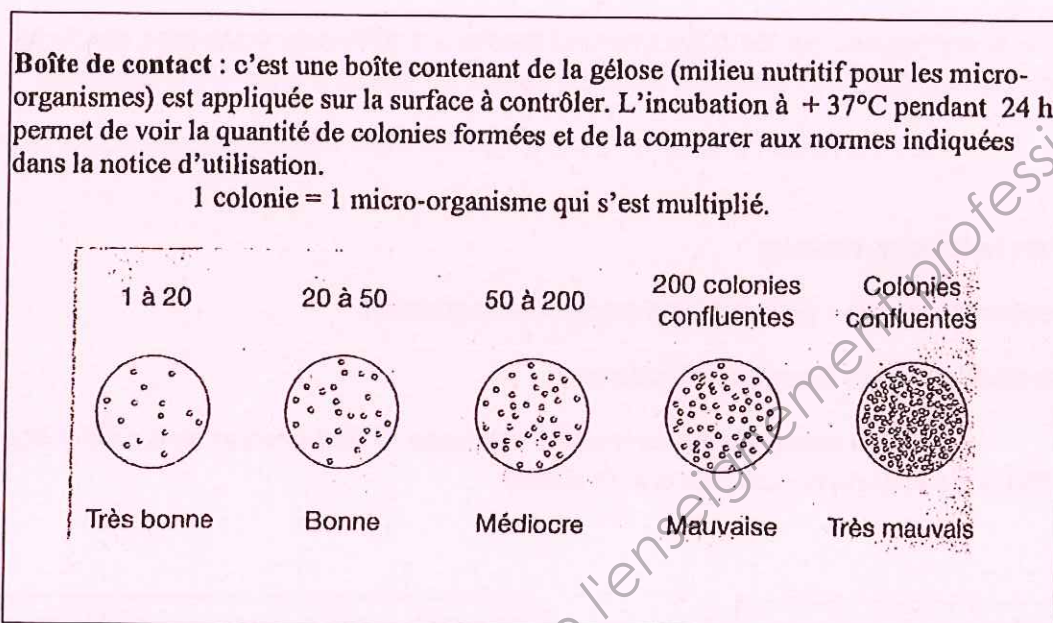 Boîte de contact : c'est une boîte contenant de la gélose (milieu nutritif pour les micro-
organismes) est appliquée sur la surface à contrôler. L'incubation à + 37°C pendant 24 h
permet de voir la quantité de colonies formées et de la comparer aux normes indiquées
dans la notice d'utilisation.
1 colonie = 1 micro-organisme qui s'est multiplié.
1 à 20 20 à 50 50 à 200 200 colonies confluentes Colonies confluentes
Très bonne Bonne Médiocre Mauvaise Très mauvais
l'enseignement